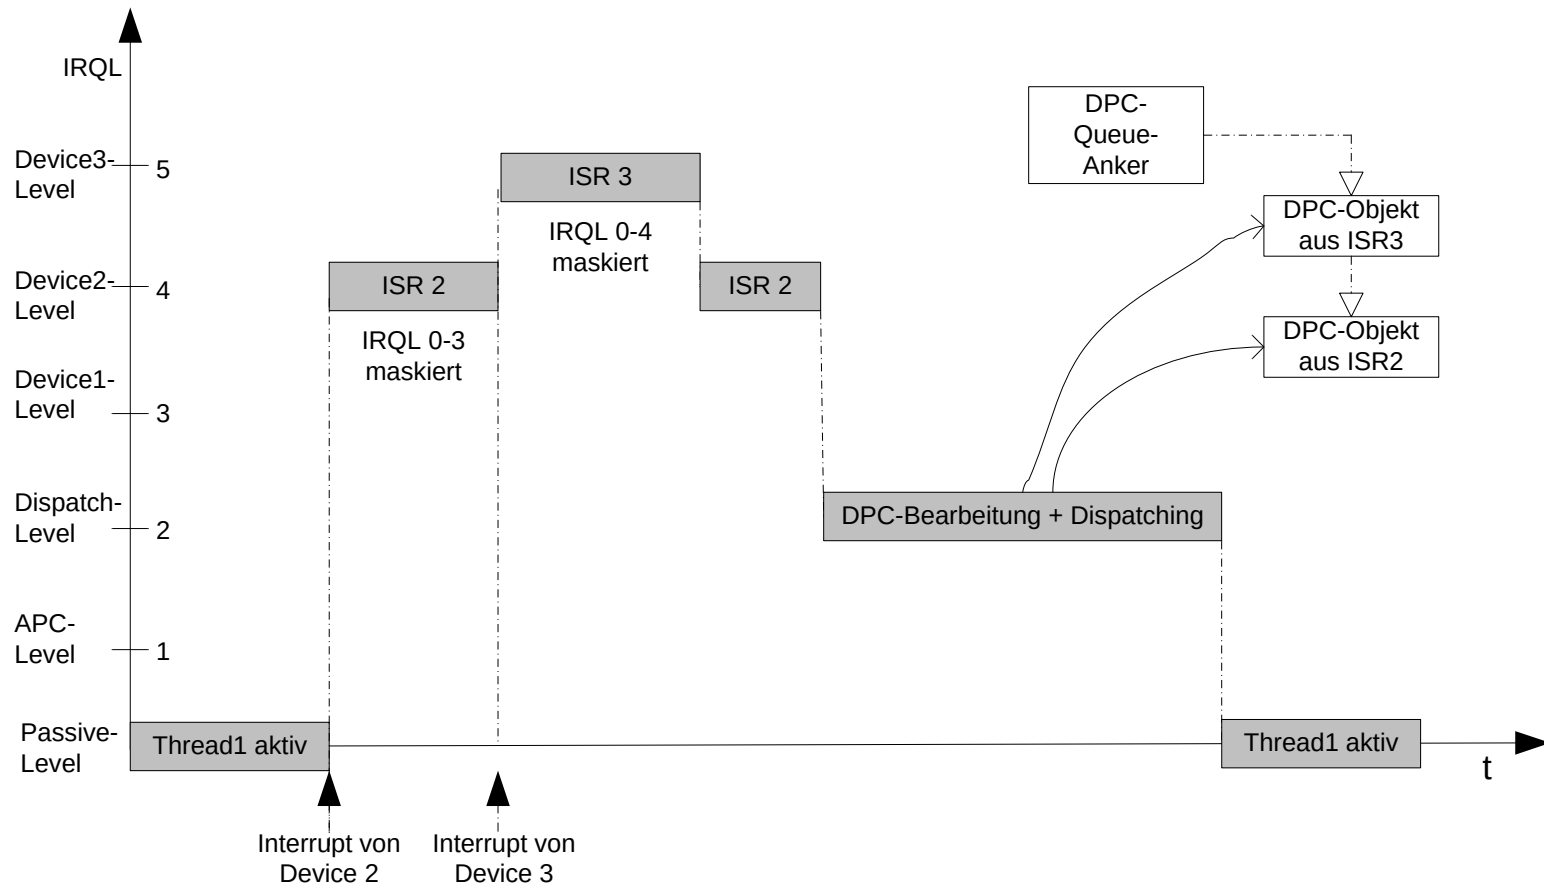 IRQL
DPC-
Queue-
Anker
Device3-
Level
5
ISR 3
DPC-Objekt
aus ISR3
IRQL 0-4
maskiert
Device2-
Level
4
ISR 2
ISR 2
DPC-Objekt
aus ISR2
IRQL 0-3
maskiert
Device1-
Level
3
Dispatch-
Level
2
DPC-Bearbeitung + Dispatching
APC-
Level
1
Passive-
Level
Thread1 aktiv
Thread1 aktiv
t
Interrupt von
Device 2
Interrupt von
Device 3